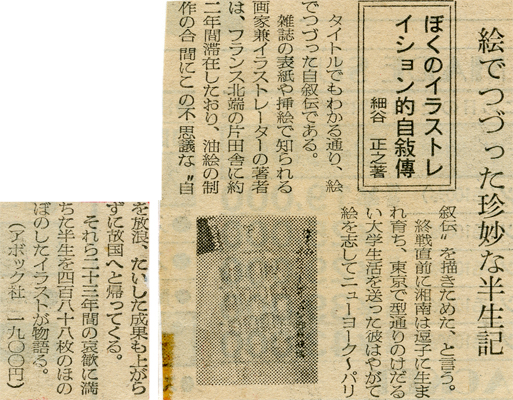 絵でつづった珍妙な半生記
ぼくのイラストレ
イション的自敍傳
細谷 正之著
タイトルでもわかる通り、絵
でつづった自叙伝である。
雑誌の表紙や挿絵で知られる
画家兼イラストレーターの著者
は、フランス北端の片田舎に約
二年間滞在しており、油絵の制
作の合間にこの不思議な〝自
叙伝〟を描きためた、と言う。
終戦直前に湘南は逗子に生ま
れ育ち、東京で型通りのけだる
い大学生活を送った彼はやがて
絵を志してニューヨーク〜パリ
を放浪、たいした成果も上がら
ずに故国へと帰ってくる。
それら三十三年間の哀歓に満
ちた半生を四百八十八枚のほの
ぼのしたイラストが物語る。
(アボック社 一九〇〇円)